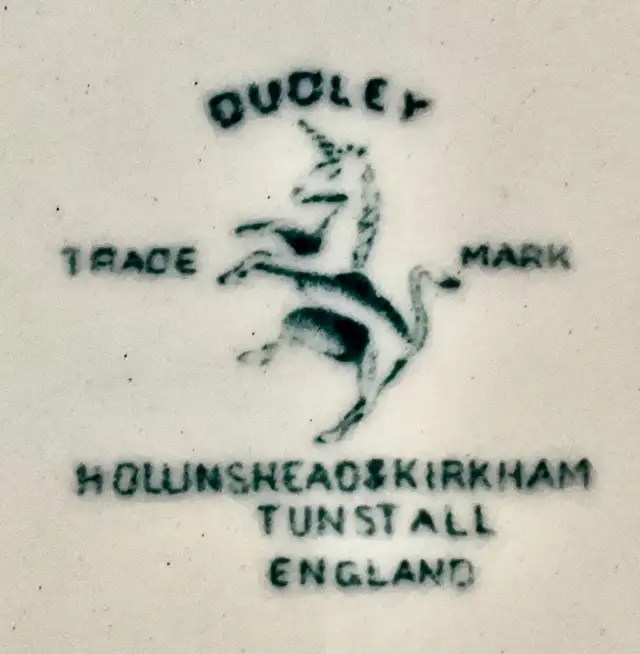 DUDLEY
TRADE MARK
HOLLINSHEAD & KIRKHAM
TUNSTALL
ENGLAND